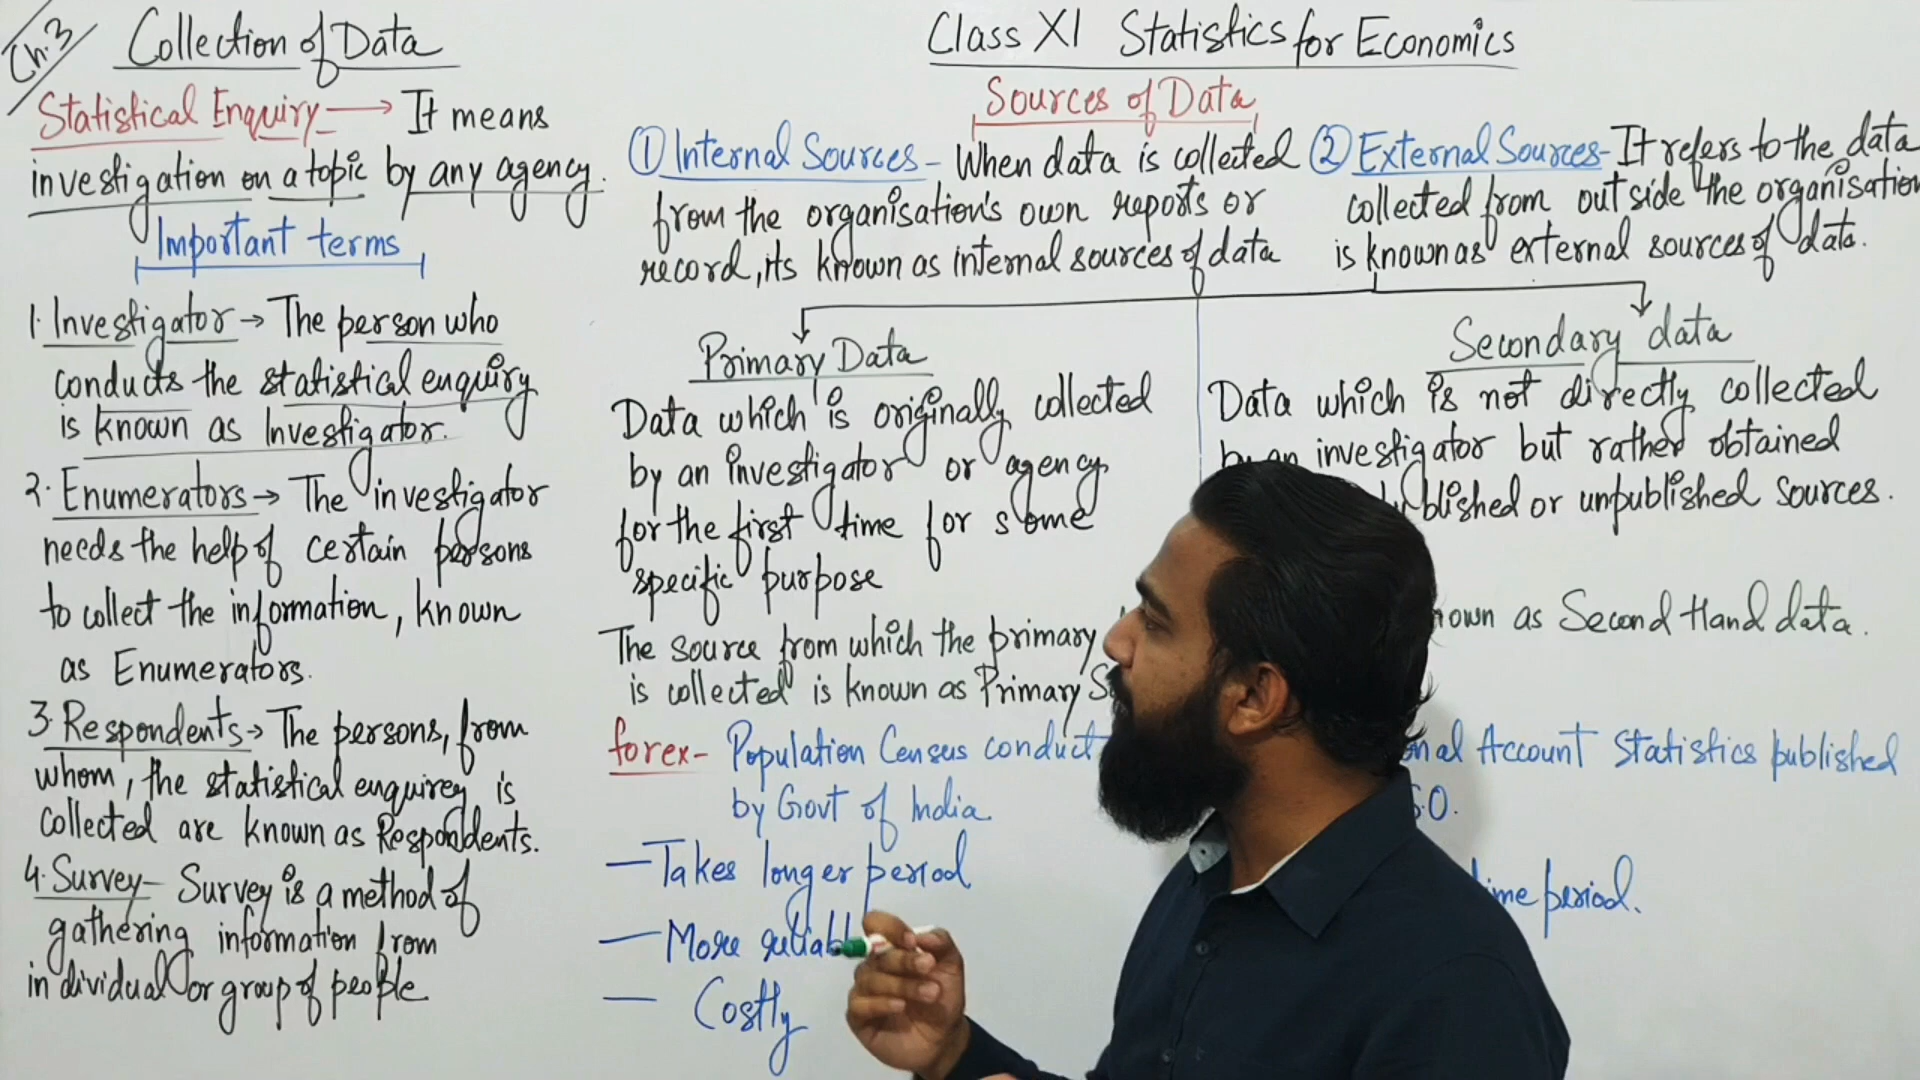 Ch.3
Collection of Data
Statistical Enquiry → It means
investigation on a topic by any agency.
Important terms
1. Investigator → The person who
conducts the statistical enquiry
is known as Investigator.
2. Enumerators → The investigator
needs the help of certain persons
to collect the information, known
as Enumerators.
3. Respondents → The persons, from
whom, the statistical enquirey is
collected are known as Respondents.
4. Survey - Survey is a method of
gathering information from
individual or group of people
Class XI Statistics for Economics
Sources of Data
① Internal Sources - When data is collected
from the organisation's own reports or
record, its known as internal sources of data
② External Sources - It refers to the data
collected from outside the organisation
is known as external sources of data.
Primary Data
Data which is originally collected
by an investigator or agency
for the first time for some
specific purpose
The source from which the primary
is collected is known as Primary
forex - Population Census conduct
by Govt of India.
— Takes longer period
— More reliabl
— Costly
Secondary data
Data which is not directly collected
by an investigator but rather obtained
blished or unpublished sources.
nown as Second Hand data.
onal Account Statistics published
S.O.
time period.